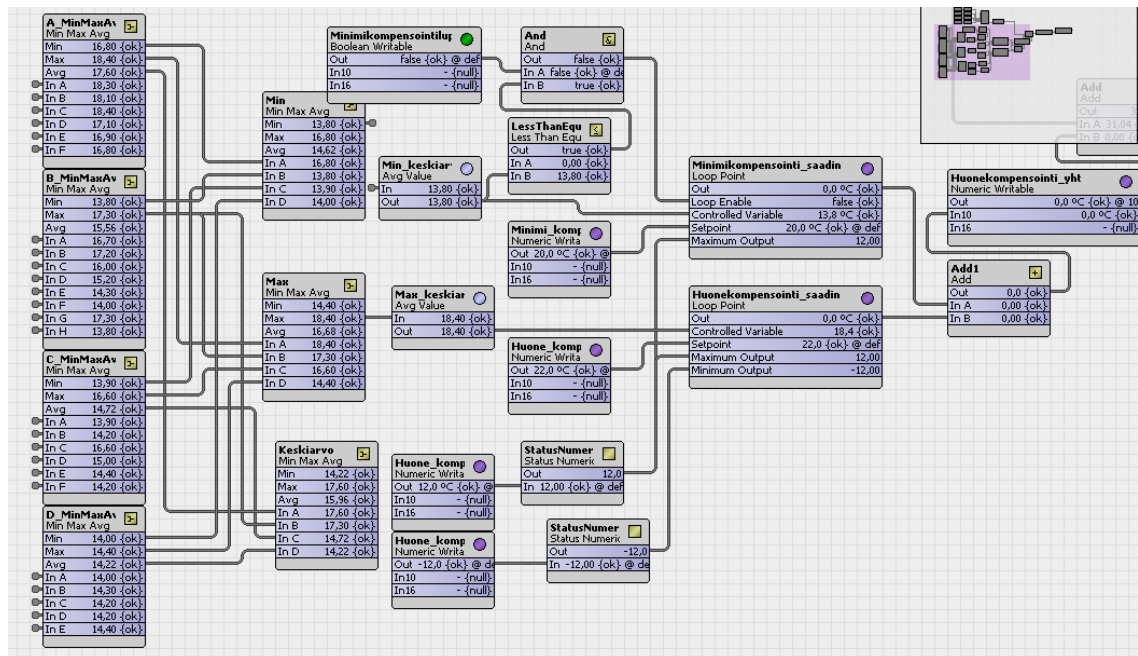 A_MinMaxAv
Min Max Avg
Min 16,80 {ok}
Max 18,40 {ok}
Avg 17,60 {ok}
In A 18,30 {ok}
In B 18,10 {ok}
In C 18,40 {ok}
In D 17,10 {ok}
In E 16,90 {ok}
In F 16,80 {ok}
B_MinMaxAv
Min Max Avg
Min 13,80 {ok}
Max 17,30 {ok}
Avg 15,56 {ok}
In A 16,70 {ok}
In B 17,20 {ok}
In C 16,00 {ok}
In D 15,20 {ok}
In E 14,30 {ok}
In F 14,00 {ok}
In G 17,30 {ok}
In H 13,80 {ok}
C_MinMaxAv
Min Max Avg
Min 13,90 {ok}
Max 16,60 {ok}
Avg 14,72 {ok}
In A 13,90 {ok}
In B 14,20 {ok}
In C 16,60 {ok}
In D 15,00 {ok}
In E 14,40 {ok}
In F 14,20 {ok}
D_MinMaxAv
Min Max Avg
Min 14,00 {ok}
Max 14,40 {ok}
Avg 14,22 {ok}
In A 14,00 {ok}
In B 14,30 {ok}
In C 14,20 {ok}
In D 14,20 {ok}
In E 14,40 {ok}
Min
Min Max Avg
Min 13,80 {ok}
Max 16,80 {ok}
Avg 14,62 {ok}
In A 16,80 {ok}
In B 13,80 {ok}
In C 13,90 {ok}
In D 14,00 {ok}
Max
Min Max Avg
Min 14,40 {ok}
Max 18,40 {ok}
Avg 16,68 {ok}
In A 18,40 {ok}
In B 17,30 {ok}
In C 16,60 {ok}
In D 14,40 {ok}
Keskiarvo
Min Max Avg
Min 14,22 {ok}
Max 17,60 {ok}
Avg 15,96 {ok}
In A 17,60 {ok}
In B 17,30 {ok}
In C 14,72 {ok}
In D 14,22 {ok}
Minimikompensointilup
Boolean Writable
Out false {ok} @ def
In10 - {null}
In16 - {null}
Min_keskiar
Avg Value
In 13,80 {ok}
Out 13,80 {ok}
Max_keskiar
Avg Value
In 18,40 {ok}
Out 18,40 {ok}
Huone_komp
Numeric Writa
Out 12,0 ºC {ok} @
In10 - {null}
In16 - {null}
Huone_komp
Numeric Writa
Out -12,0 {ok} @ de
In10 - {null}
In16 - {null}
And
And
Out false {ok}
In A false {ok} @ de
In B true {ok}
LessThanEqu
Less Than Equ
Out true {ok}
In A 0,00 {ok}
In B 13,80 {ok}
Minimi_komp
Numeric Writa
Out 20,0 ºC {ok} @
In10 - {null}
In16 - {null}
Huone_komp
Numeric Writa
Out 22,0 ºC {ok} @
In10 - {null}
In16 - {null}
StatusNumer
Status Numeric
Out 12,0
In 12,00 {ok} @ def
StatusNumer
Status Numeric
Out -12,0
In -12,00 {ok} @ de
Minimikompensointi_saadin
Loop Point
Out 0,0 ºC {ok}
Loop Enable false {ok}
Controlled Variable 13,8 ºC {ok}
Setpoint 20,0 ºC {ok} @ def
Maximum Output 12,00
Huonekompensointi_saadin
Loop Point
Out 0,0 ºC {ok}
Controlled Variable 18,4 {ok}
Setpoint 22,0 {ok} @ def
Maximum Output 12,00
Minimum Output -12,00
Add
Add
Out 3
In A 31,04
In B 0,00
Huonekompensointi_yht
Numeric Writable
Out 0,0 ºC {ok} @ 10
In10 0,0 ºC {ok}
In16 - {null}
Add1
Add
Out 0,0 {ok}
In A 0,00 {ok}
In B 0,00 {ok}